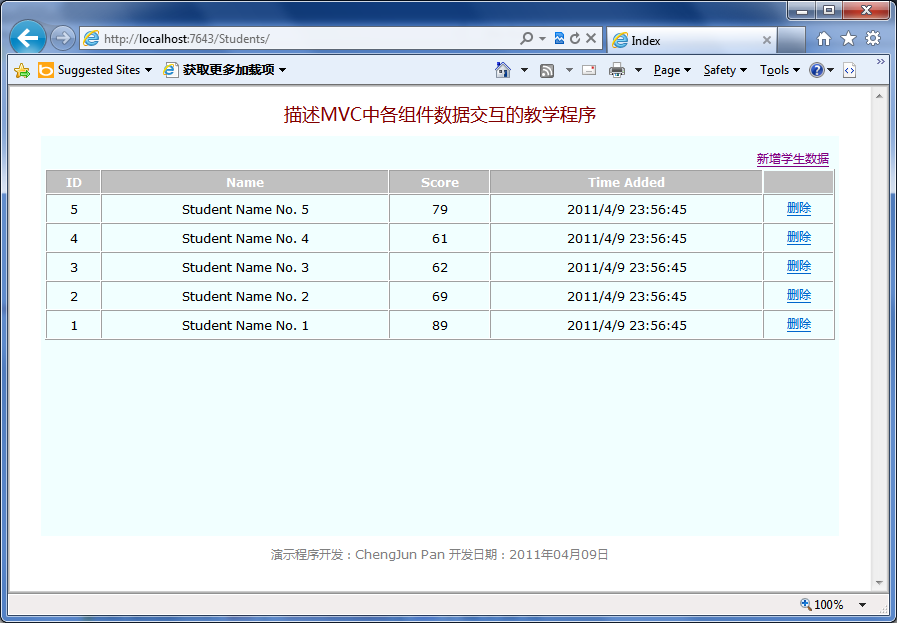 http://localhost:7643/Students/
Index
Suggested Sites
获取更多加载项
Page
Safety
Tools
描述MVC中各组件数据交互的教学程序
新增学生数据
ID Name Score Time Added
5 Student Name No. 5 79 2011/4/9 23:56:45 删除
4 Student Name No. 4 61 2011/4/9 23:56:45 删除
3 Student Name No. 3 62 2011/4/9 23:56:45 删除
2 Student Name No. 2 69 2011/4/9 23:56:45 删除
1 Student Name No. 1 89 2011/4/9 23:56:45 删除
演示程序开发：ChengJun Pan 开发日期：2011年04月09日
100%